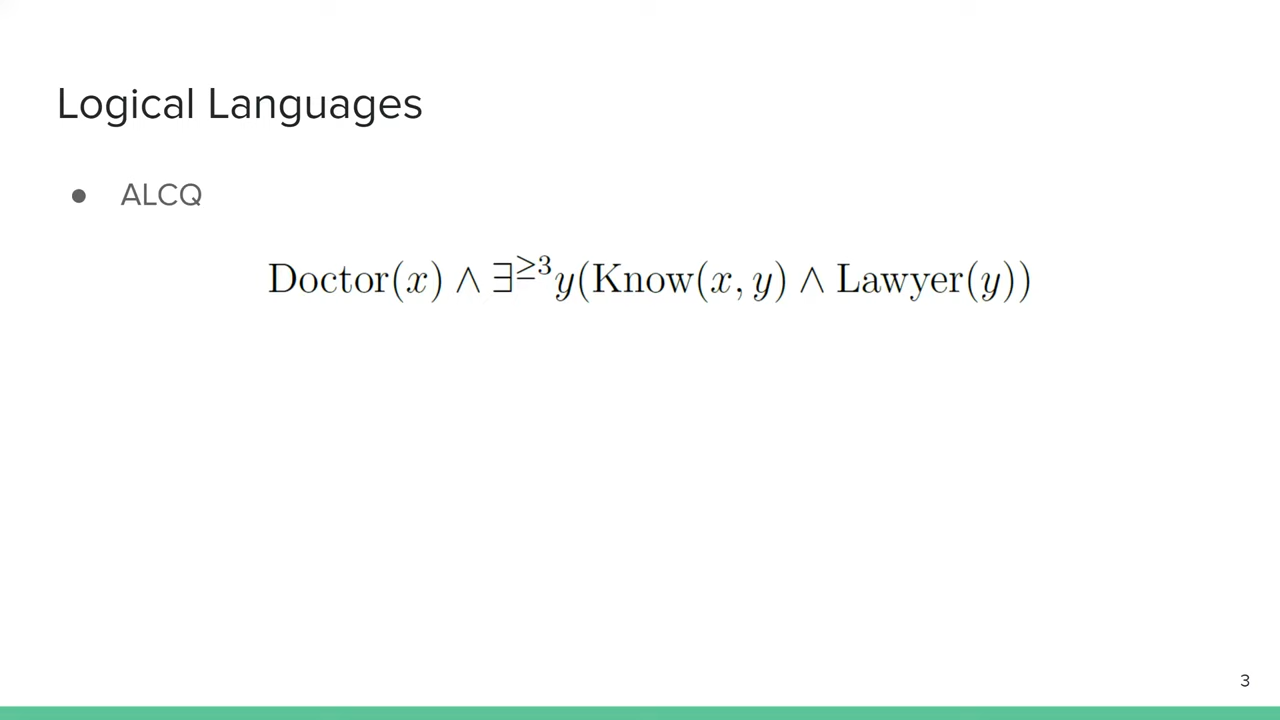 Logical Languages
● ALCQ
Doctor(x) ∧ ∃≥3y(Know(x, y) ∧ Lawyer(y))
3